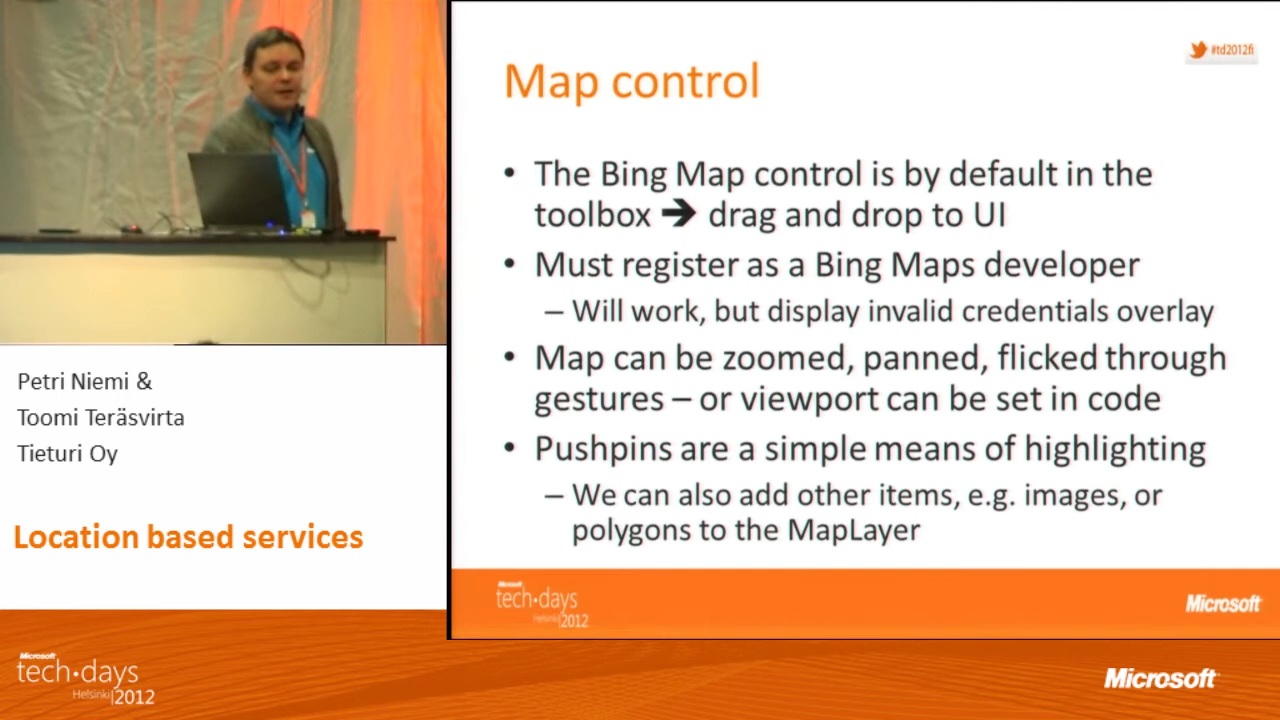 #td2012fi
Map control
• The Bing Map control is by default in the
toolbox ➔ drag and drop to UI
• Must register as a Bing Maps developer
– Will work, but display invalid credentials overlay
• Map can be zoomed, panned, flicked through
gestures – or viewport can be set in code
• Pushpins are a simple means of highlighting
– We can also add other items, e.g. images, or
polygons to the MapLayer
Microsoft
tech·days
Helsinki|2012
Microsoft
Petri Niemi &
Toomi Teräsvirta
Tieturi Oy
Location based services
Microsoft
tech·days
Helsinki|2012
Microsoft